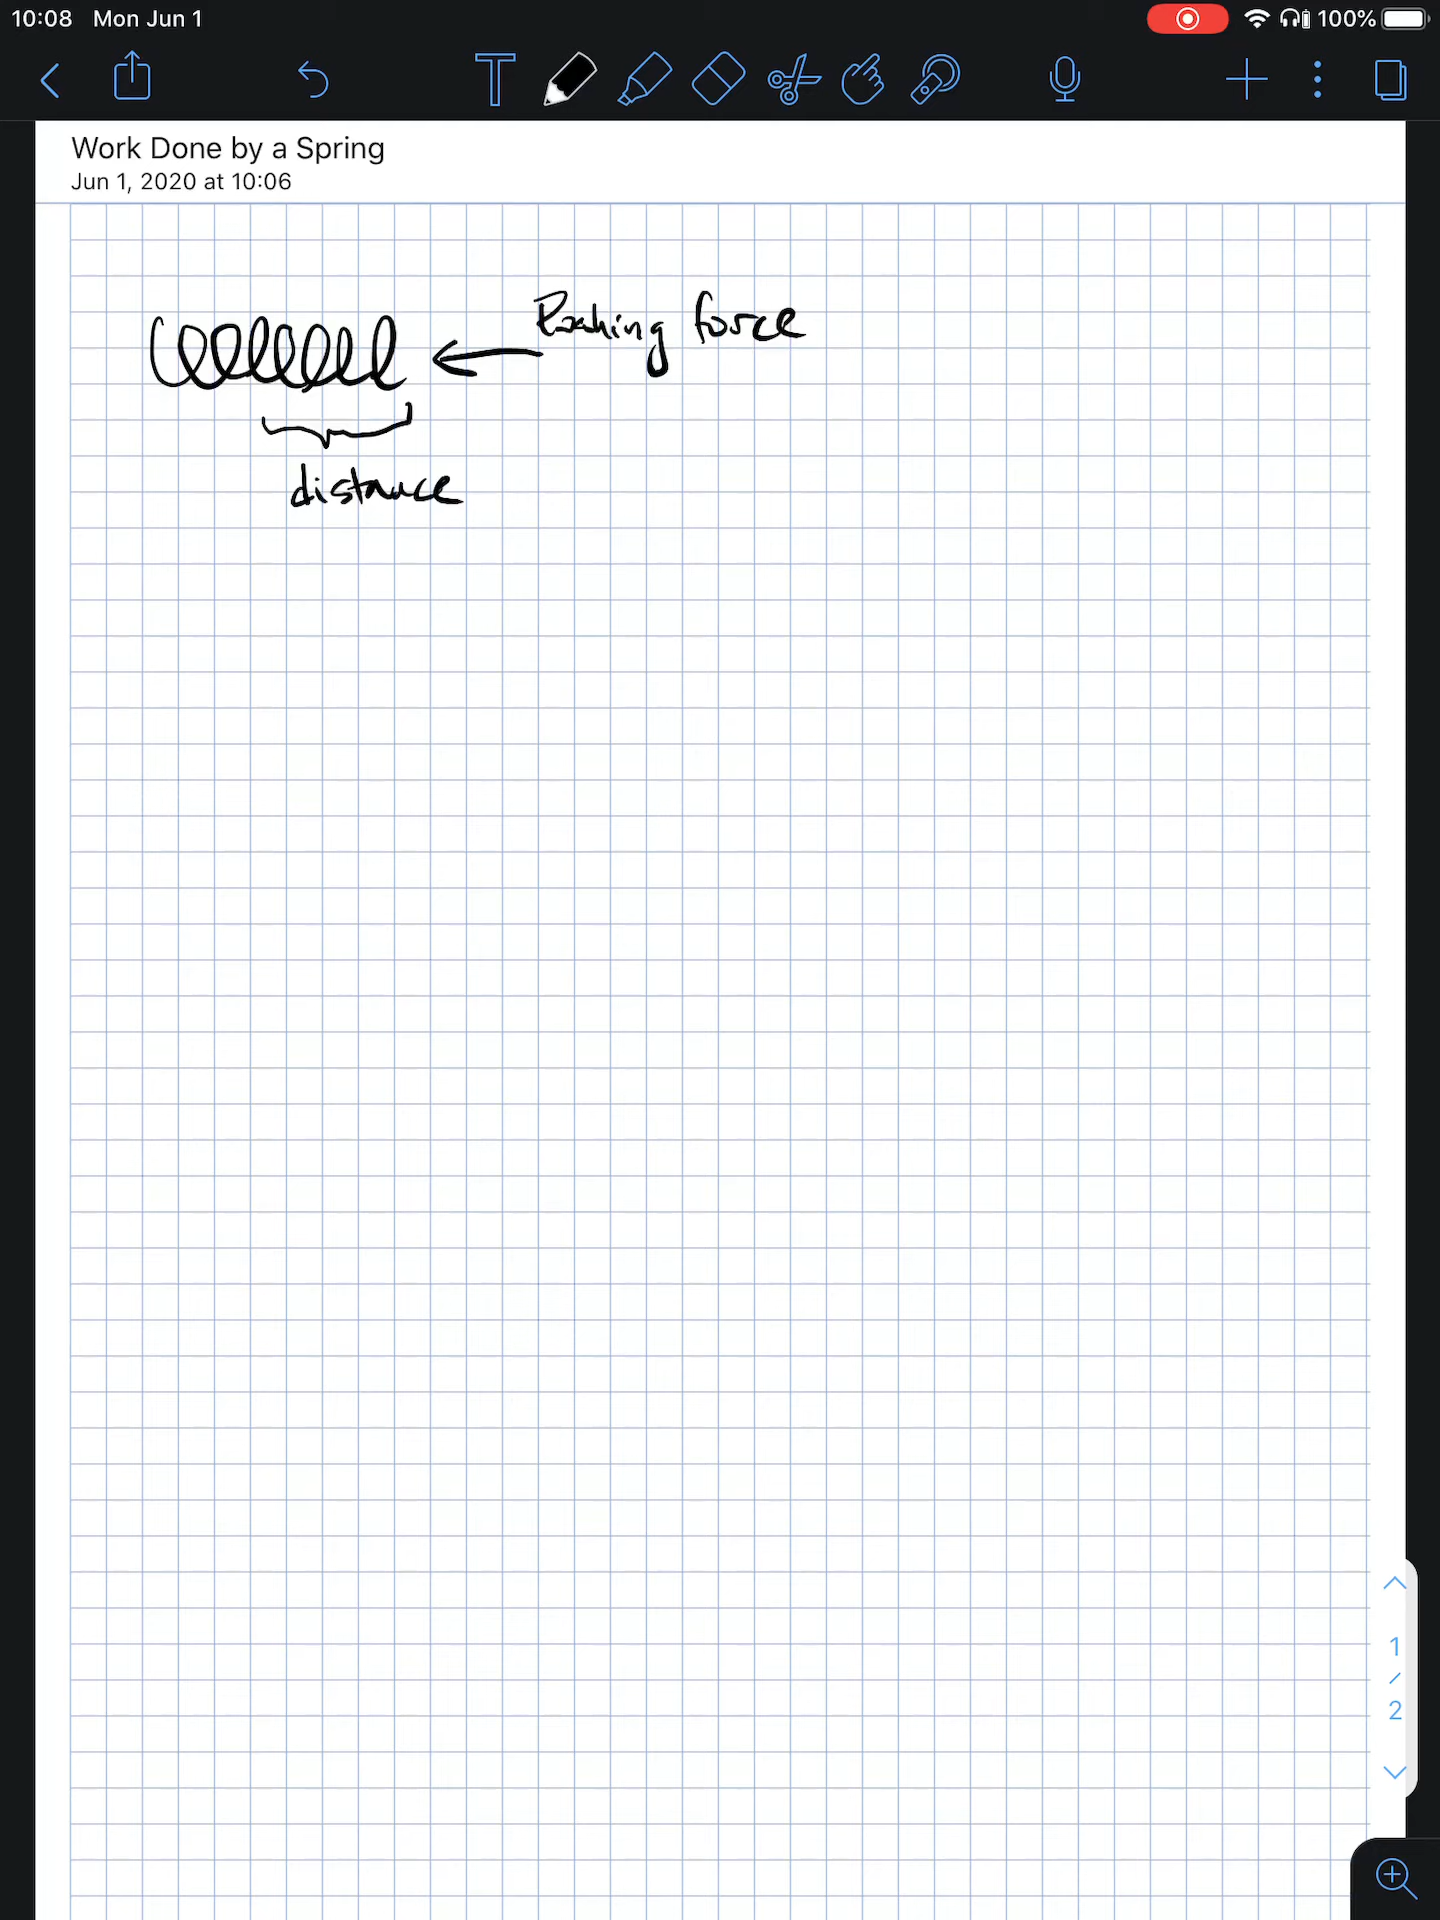 10:08 Mon Jun 1 100%
T
Work Done by a Spring
Jun 1, 2020 at 10:06
Pushing force
distance
1
/
2